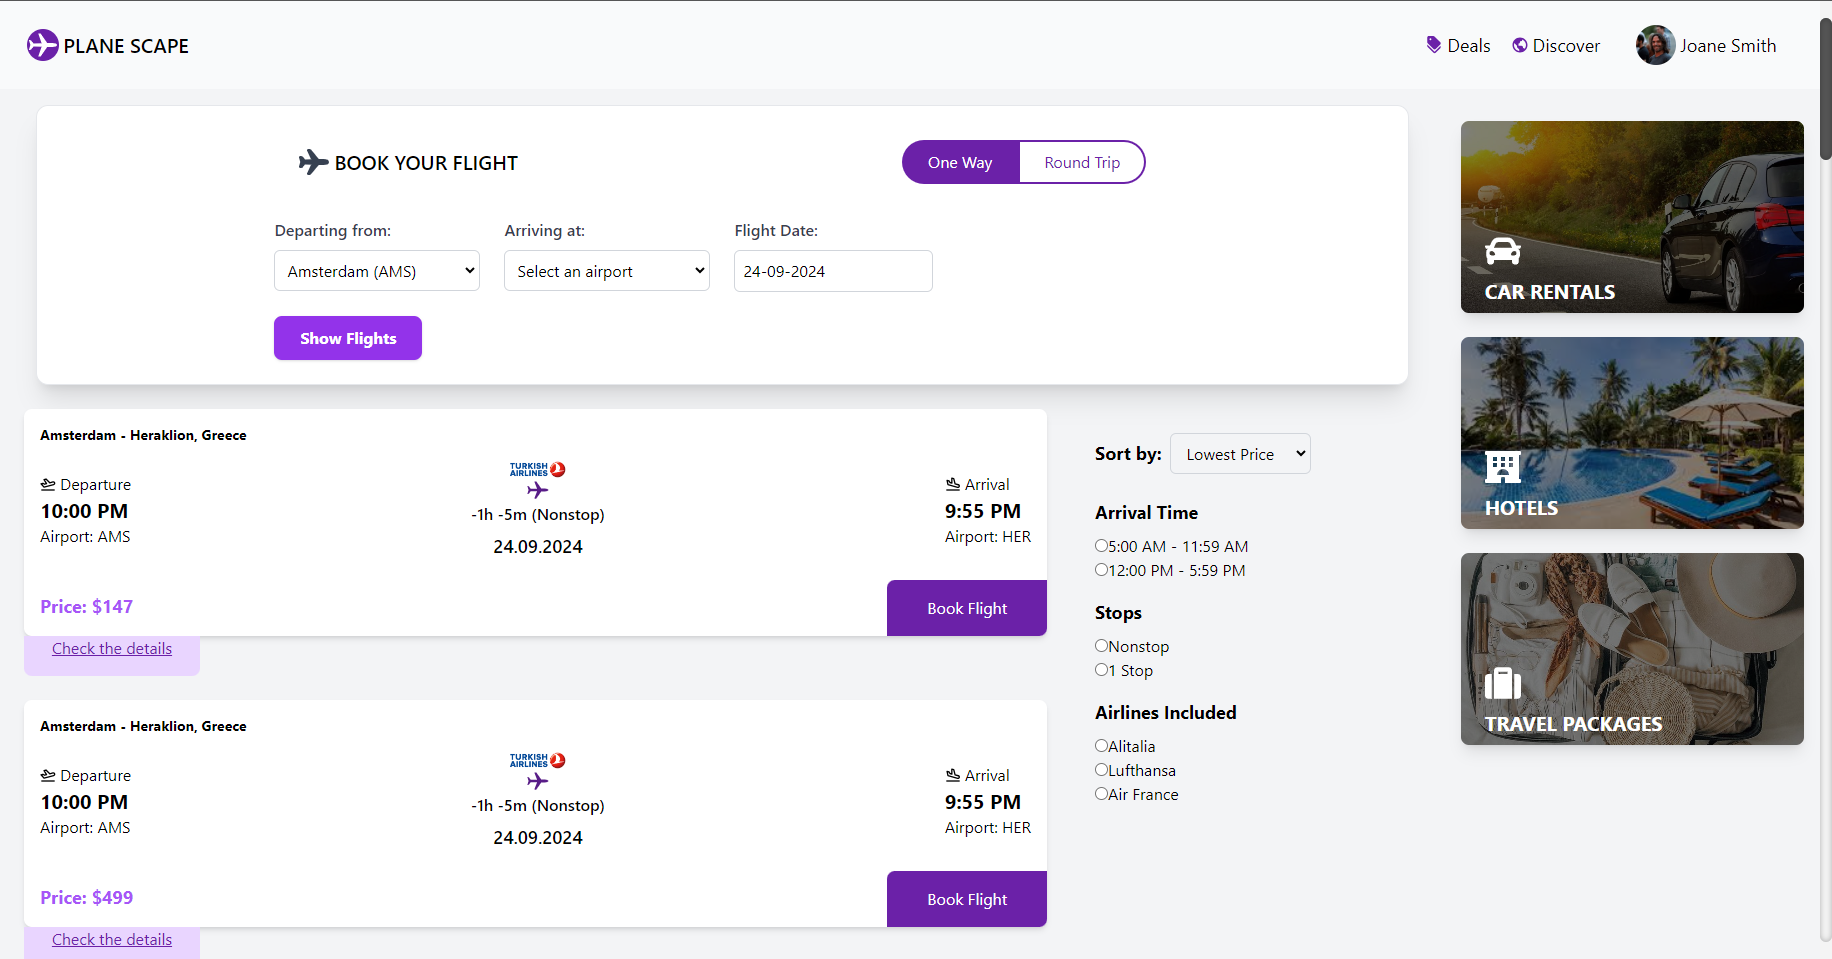 PLANE SCAPE
Deals
Discover
Joane Smith
BOOK YOUR FLIGHT
One Way
Round Trip
Departing from:
Arriving at:
Flight Date:
Amsterdam (AMS)
Select an airport
24-09-2024
Show Flights
Amsterdam - Heraklion, Greece
TURKISH
AIRLINES
Departure
10:00 PM
Airport: AMS
-1h -5m (Nonstop)
24.09.2024
Arrival
9:55 PM
Airport: HER
Price: $147
Book Flight
Check the details
Amsterdam - Heraklion, Greece
TURKISH
AIRLINES
Departure
10:00 PM
Airport: AMS
-1h -5m (Nonstop)
24.09.2024
Arrival
9:55 PM
Airport: HER
Price: $499
Book Flight
Check the details
Sort by:
Lowest Price
Arrival Time
5:00 AM - 11:59 AM
12:00 PM - 5:59 PM
Stops
Nonstop
1 Stop
Airlines Included
Alitalia
Lufthansa
Air France
CAR RENTALS
HOTELS
TRAVEL PACKAGES